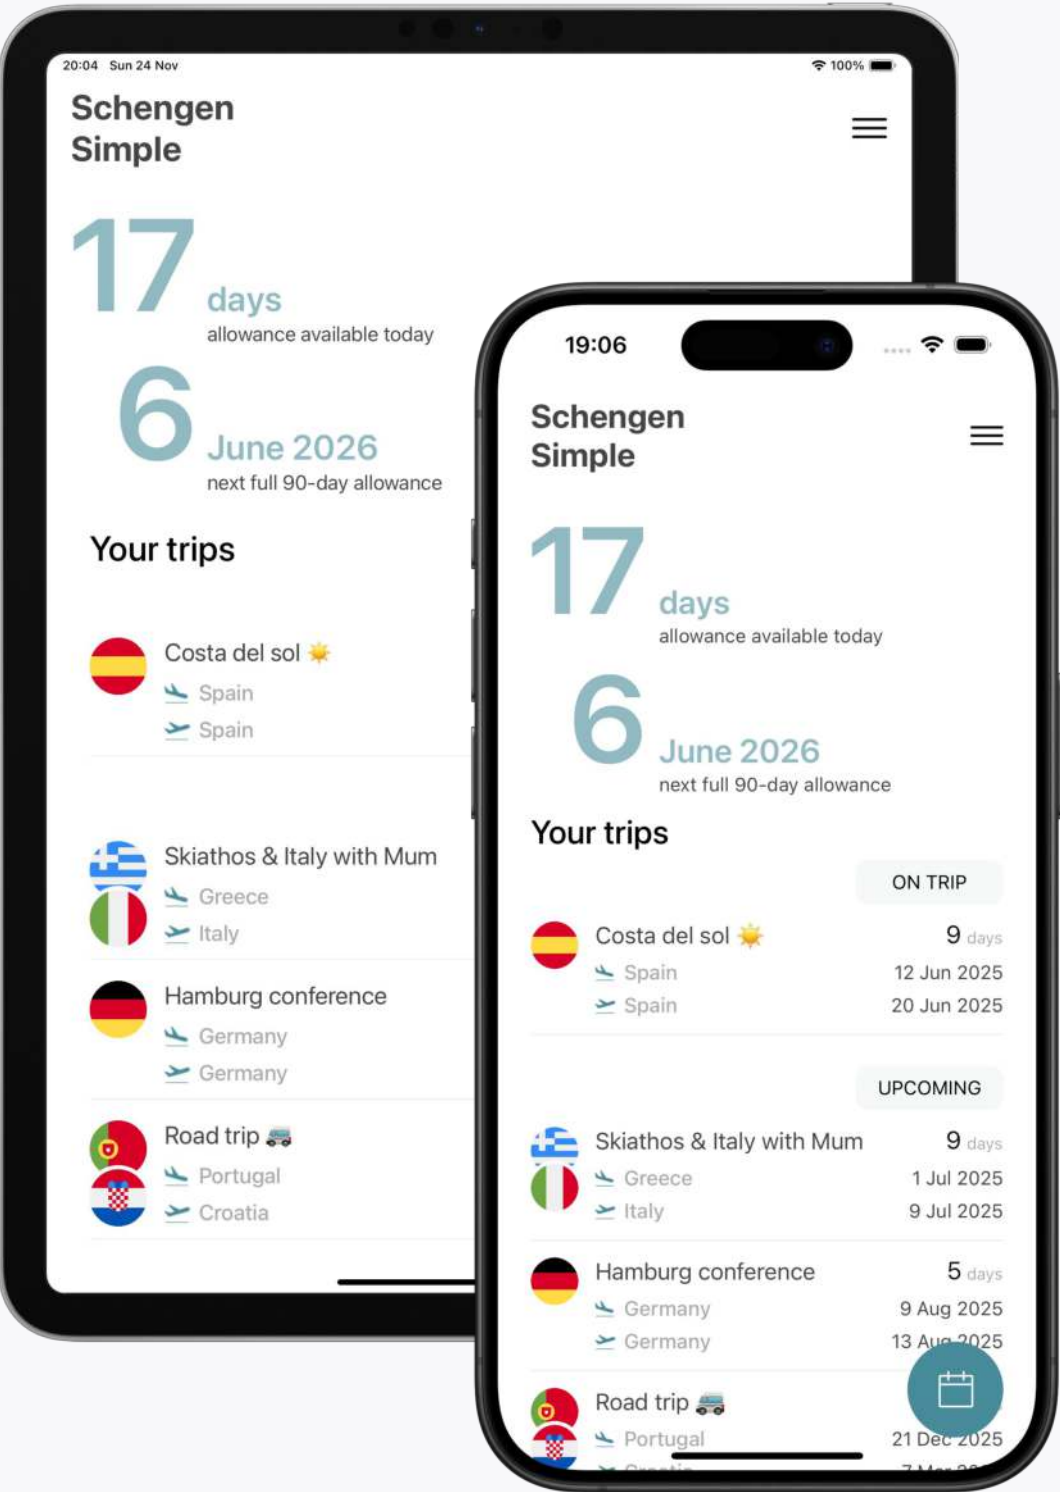 20:04 Sun 24 Nov
100%
Schengen
Simple
17
days
allowance available today
6
June 2026
next full 90-day allowance
Your trips
Costa del sol
Spain
Spain
Skiathos & Italy with Mum
Greece
Italy
Hamburg conference
Germany
Germany
Road trip
Portugal
Croatia
19:06
Schengen
Simple
17
days
allowance available today
6
June 2026
next full 90-day allowance
Your trips
ON TRIP
Costa del sol 9 days
Spain 12 Jun 2025
Spain 20 Jun 2025
UPCOMING
Skiathos & Italy with Mum 9 days
Greece 1 Jul 2025
Italy 9 Jul 2025
Hamburg conference 5 days
Germany 9 Aug 2025
Germany 13 Aug 2025
Road trip
Portugal 21 Dec 2025